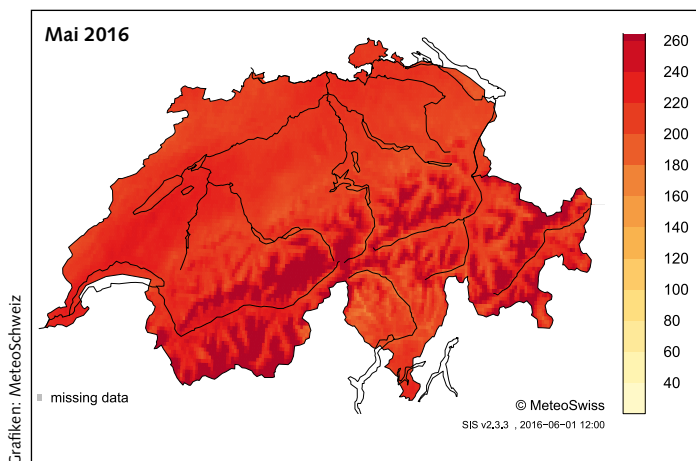 Mai 2016
260
240
220
200
180
160
140
120
100
80
60
40
missing data
© MeteoSwiss
SIS v2.3.3 , 2016-06-01 12:00
Grafiken: MeteoSchweiz